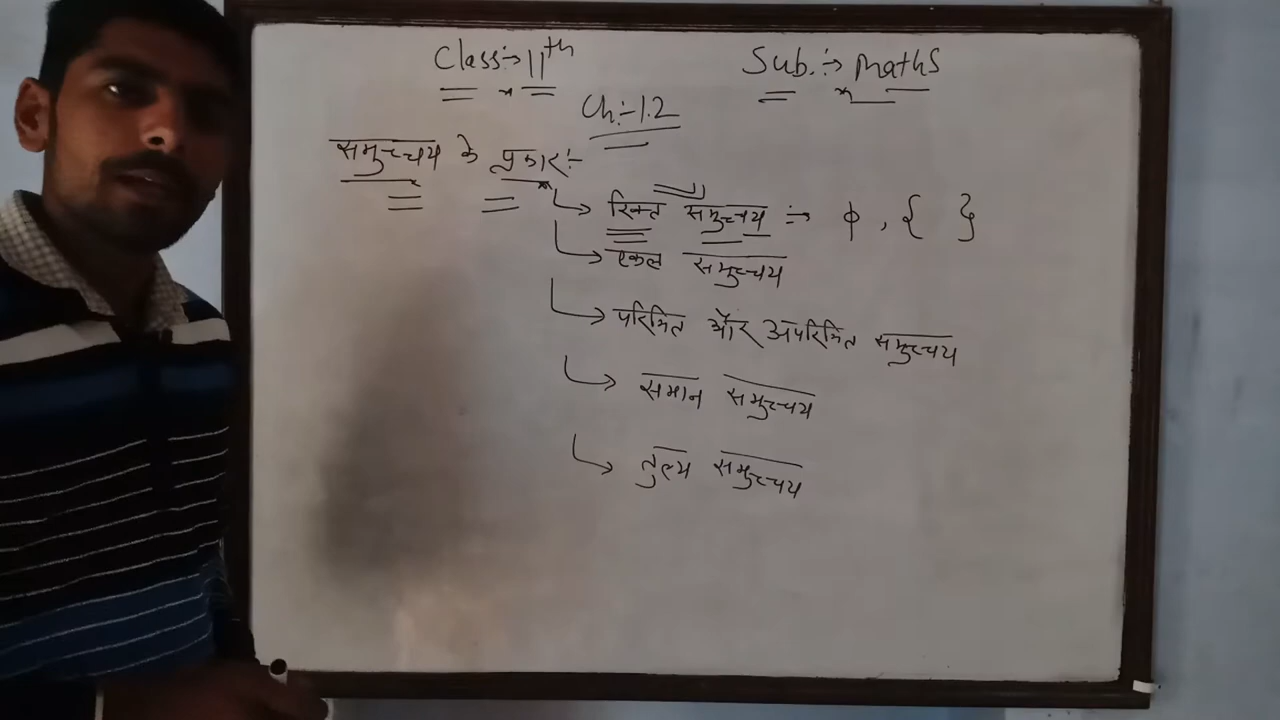 Class:→ 11th Sub.:→ Maths
Ch:-1.2
समुच्चय के प्रकार:-
रिक्त समुच्चय :→ ϕ, { }
एकल समुच्चय
परिमित और अपरिमित समुच्चय
समान समुच्चय
तुल्य समुच्चय